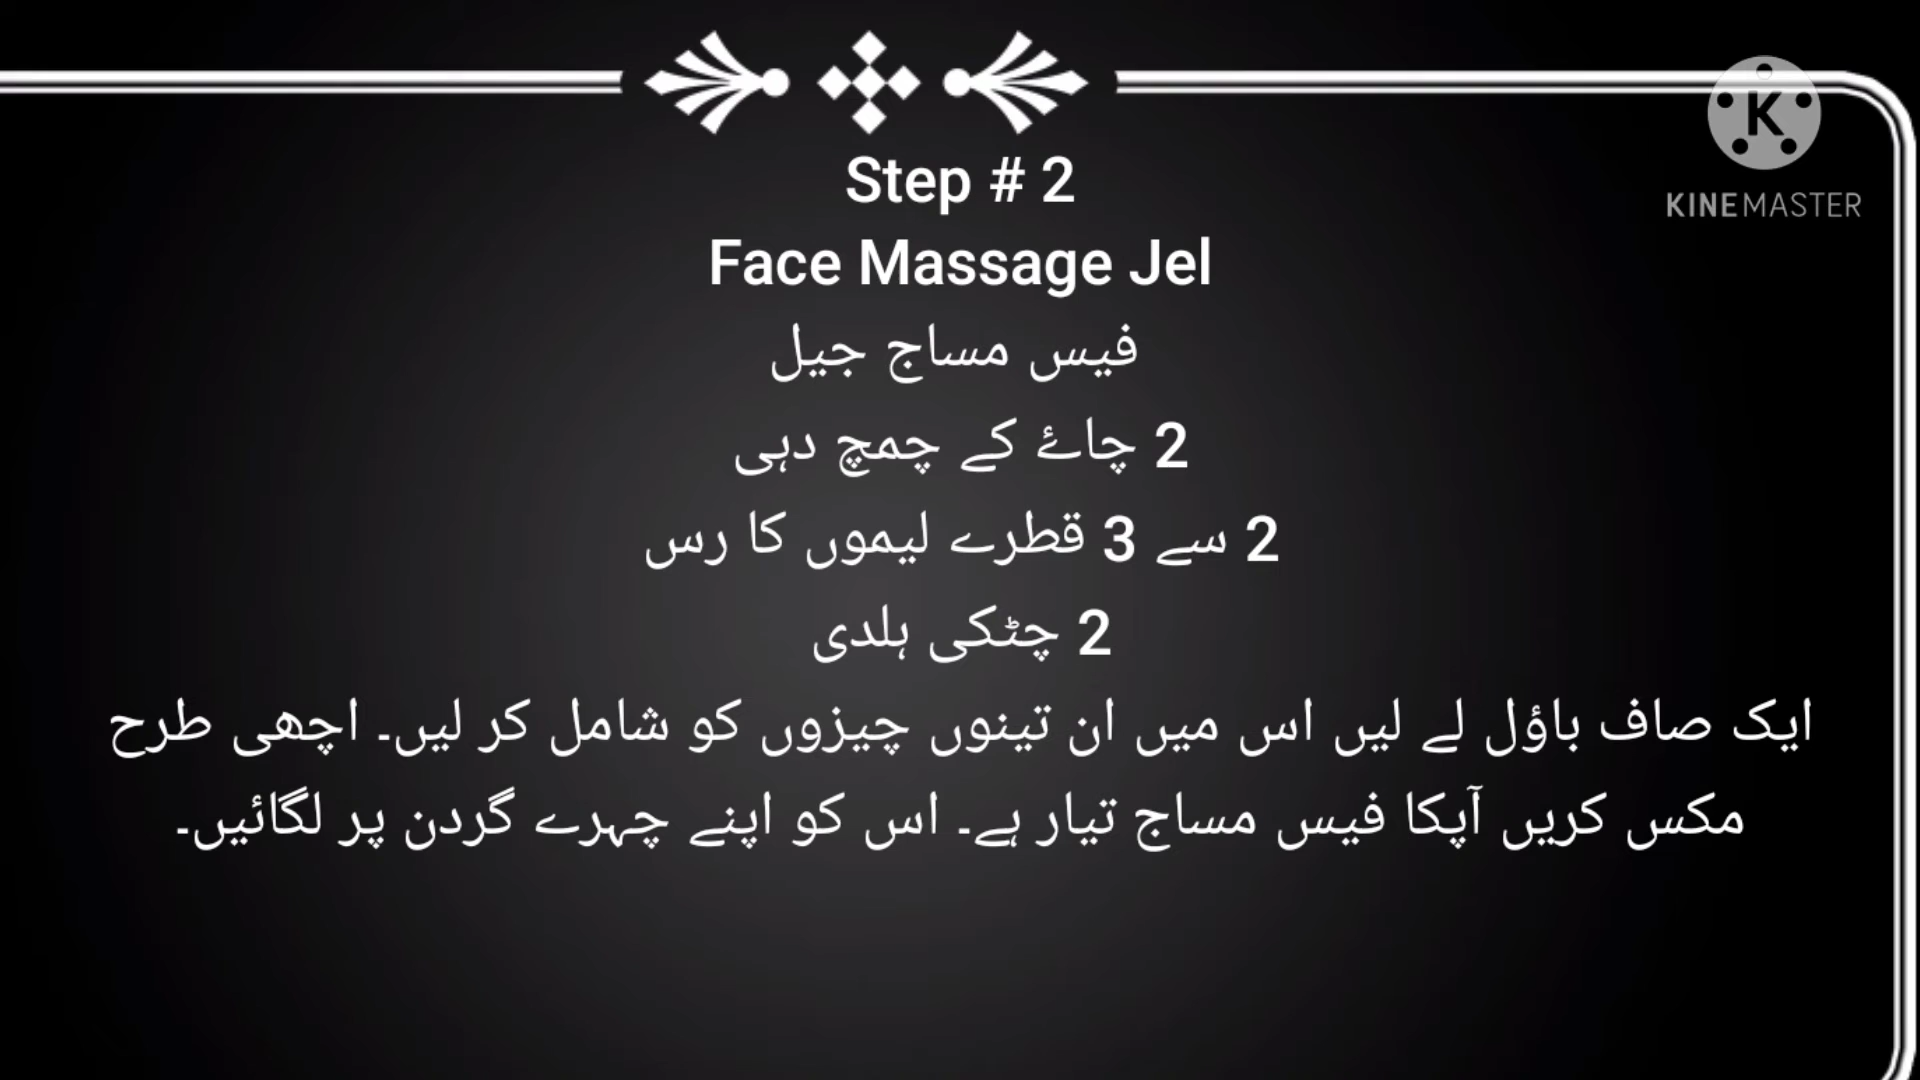 Step # 2
Face Massage Jel
فیس مساج جیل
2 چاۓ کے چمچ دہی
2 سے 3 قطرے لیموں کا رس
2 چٹکی ہلدی
ایک صاف باؤل لے لیں اس میں ان تینوں چیزوں کو شامل کر لیں۔ اچھی طرح
مکس کریں آپکا فیس مساج تیار ہے۔ اس کو اپنے چہرے گردن پر لگائیں۔
K
KINEMASTER